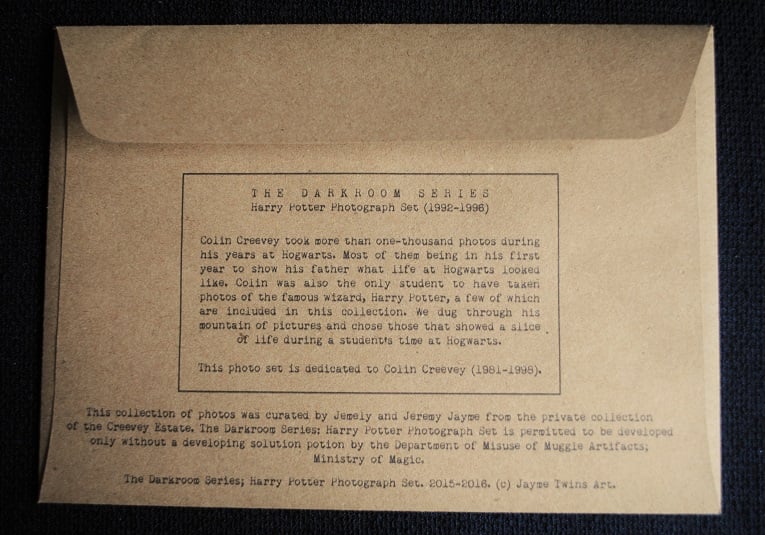 THE DARKROOM SERIES
Harry Potter Photograph Set (1992-1996)
Colin Creevey took more than one-thousand photos during
his years at Hogwarts. Most of them being in his first
year to show his father what life at Hogwarts looked
like. Colin was also the only student to have taken
photos of the famous wizard, Harry Potter, a few of which
are included in this collection. We dug through his
mountain of pictures and chose those that showed a slice
of life during a student's time at Hogwarts.
This photo set is dedicated to Colin Creevey (1981-1998).
This collection of photos was curated by Jemely and Jeremy Jayme from the private collection
of the Creevey Estate. The Darkroom Series: Harry Potter Photograph Set is permitted to be developed
only without a developing solution potion by the Department of Misuse of Muggle Artifacts;
Ministry of Magic.
The Darkroom Series; Harry Potter Photograph Set. 2015-2016. (c) Jayme Twins Art.